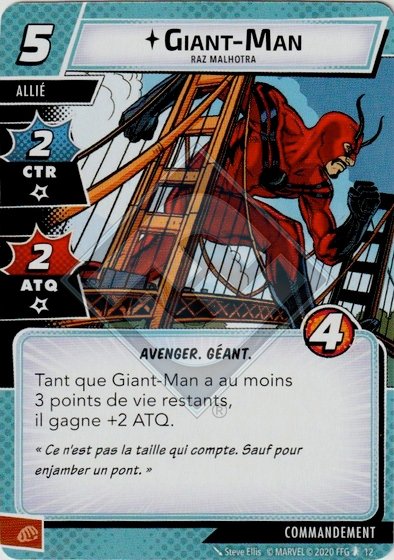 5
Giant-Man
RAZ MALHOTRA
ALLIÉ
2
CTR
2
ATQ
4
AVENGER. GÉANT.
Tant que Giant-Man a au moins
3 points de vie restants,
il gagne +2 ATQ.
« Ce n'est pas la taille qui compte. Sauf pour
enjamber un pont. »
®
COMMANDEMENT
Steve Ellis © MARVEL © 2020 FFG 12